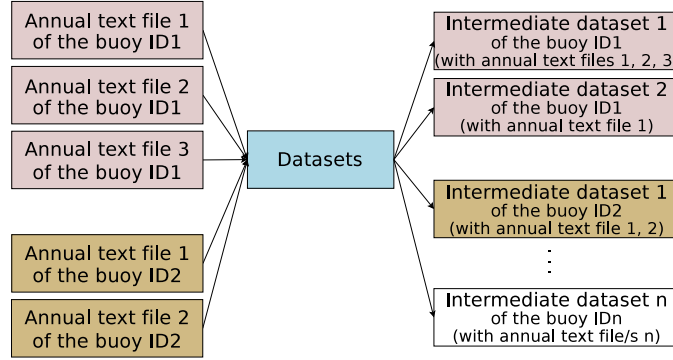 Annual text file 1
of the buoy ID1
Annual text file 2
of the buoy ID1
Annual text file 3
of the buoy ID1
Annual text file 1
of the buoy ID2
Annual text file 2
of the buoy ID2
Datasets
Intermediate dataset 1
of the buoy ID1
(with annual text files 1, 2, 3
Intermediate dataset 2
of the buoy ID1
(with annual text file 1)
Intermediate dataset 1
of the buoy ID2
(with annual text file 1, 2)
Intermediate dataset n
of the buoy IDn
(with annual text file/s n)